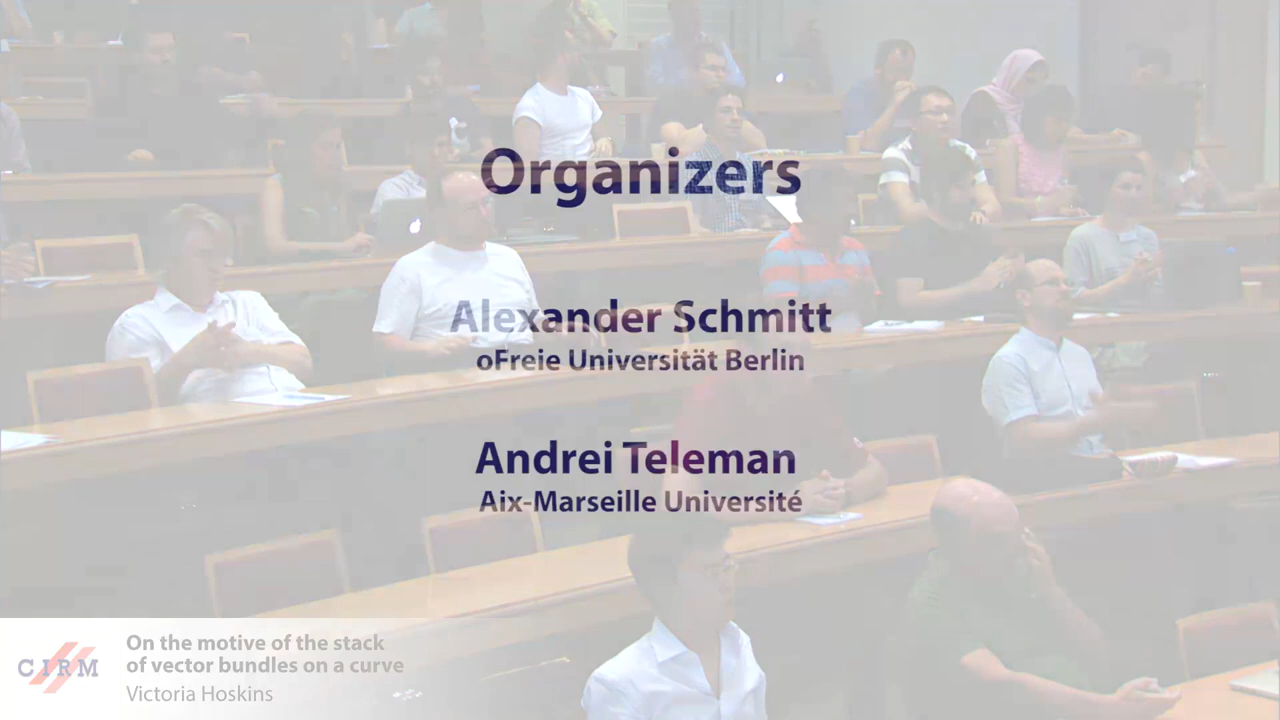 Organizers
Alexander Schmitt
oFreie Universität Berlin
Andrei Teleman
Aix-Marseille Université
CIRM
On the motive of the stack
of vector bundles on a curve
Victoria Hoskins